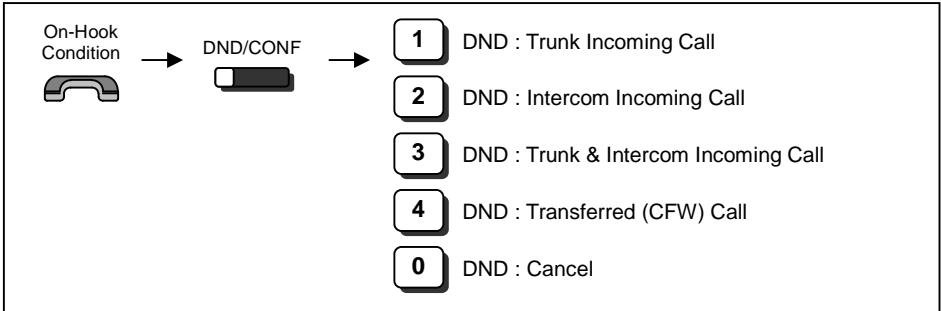 On-Hook
Condition
DND/CONF
1 DND : Trunk Incoming Call
2 DND : Intercom Incoming Call
3 DND : Trunk & Intercom Incoming Call
4 DND : Transferred (CFW) Call
0 DND : Cancel